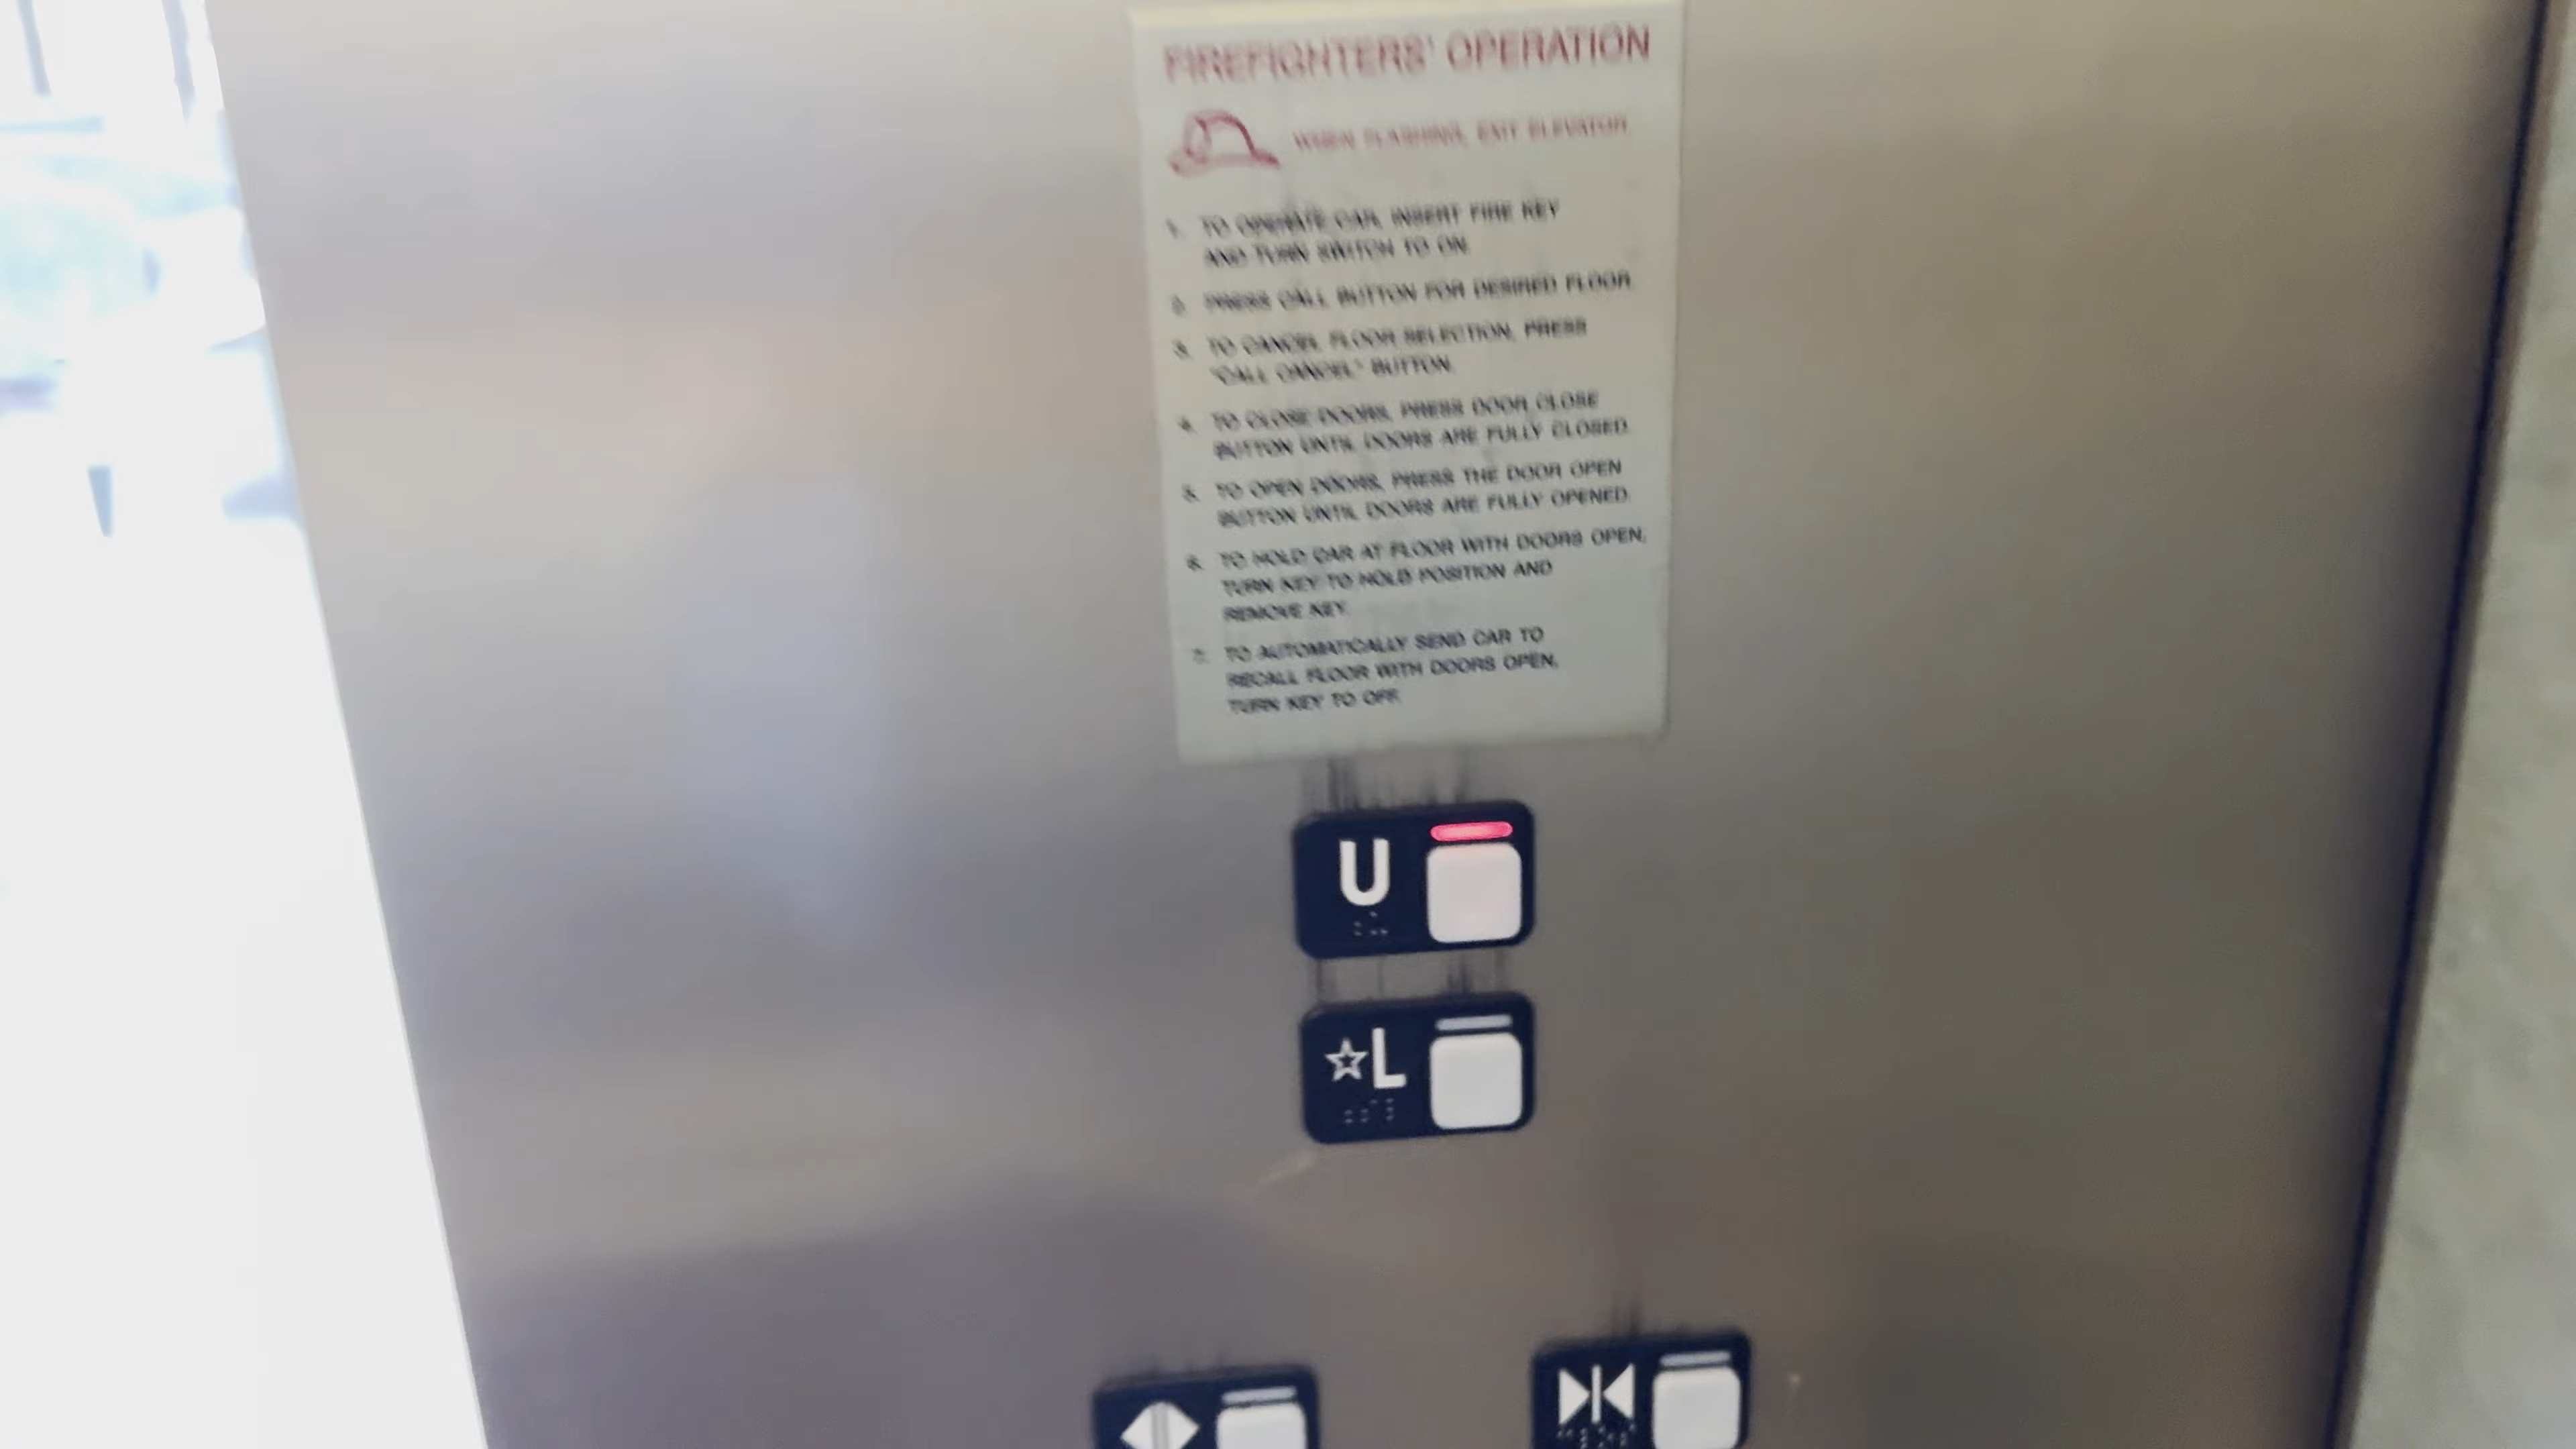 FIREFIGHTERS' OPERATION
WHEN FLASHING, EXIT ELEVATOR
1. TO OPERATE CAR, INSERT FIRE KEY
AND TURN SWITCH TO ON.
2. PRESS CALL BUTTON FOR DESIRED FLOOR.
3. TO CANCEL FLOOR SELECTION, PRESS
"CALL CANCEL" BUTTON.
4. TO CLOSE DOORS, PRESS DOOR CLOSE
BUTTON UNTIL DOORS ARE FULLY CLOSED.
5. TO OPEN DOORS, PRESS THE DOOR OPEN
BUTTON UNTIL DOORS ARE FULLY OPENED.
6. TO HOLD CAR AT FLOOR WITH DOORS OPEN,
TURN KEY TO HOLD POSITION AND
REMOVE KEY.
7. TO AUTOMATICALLY SEND CAR TO
RECALL FLOOR WITH DOORS OPEN,
TURN KEY TO OFF.
U
☆L